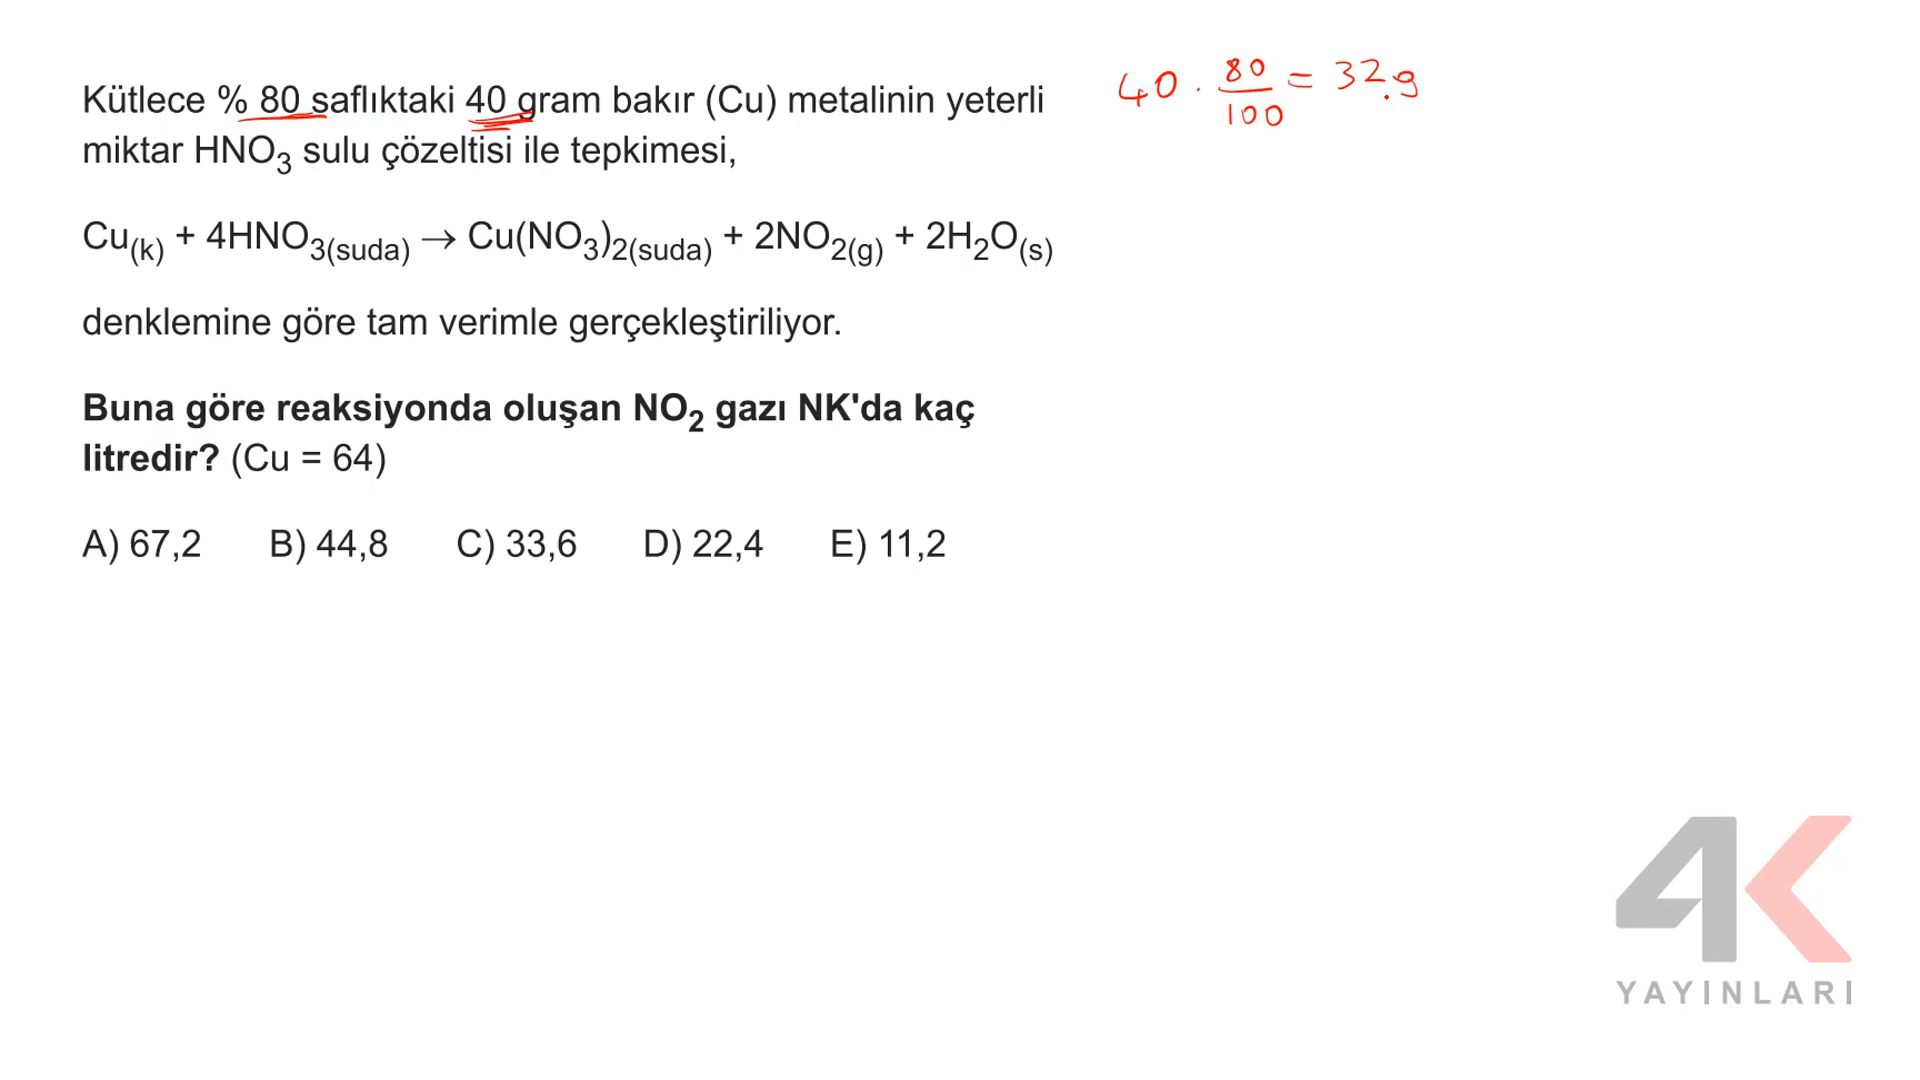 Kütlece % 80 saflıktaki 40 gram bakır (Cu) metalinin yeterli
miktar HNO3 sulu çözeltisi ile tepkimesi,
Cu(k) + 4HNO3(suda) → Cu(NO3)2(suda) + 2NO2(g) + 2H2O(s)
denklemine göre tam verimle gerçekleştiriliyor.
Buna göre reaksiyonda oluşan NO2 gazı NK'da kaç
litredir? (Cu = 64)
A) 67,2 B) 44,8 C) 33,6 D) 22,4 E) 11,2
40 . 80/100 = 32 g
4K
YAYINLARI